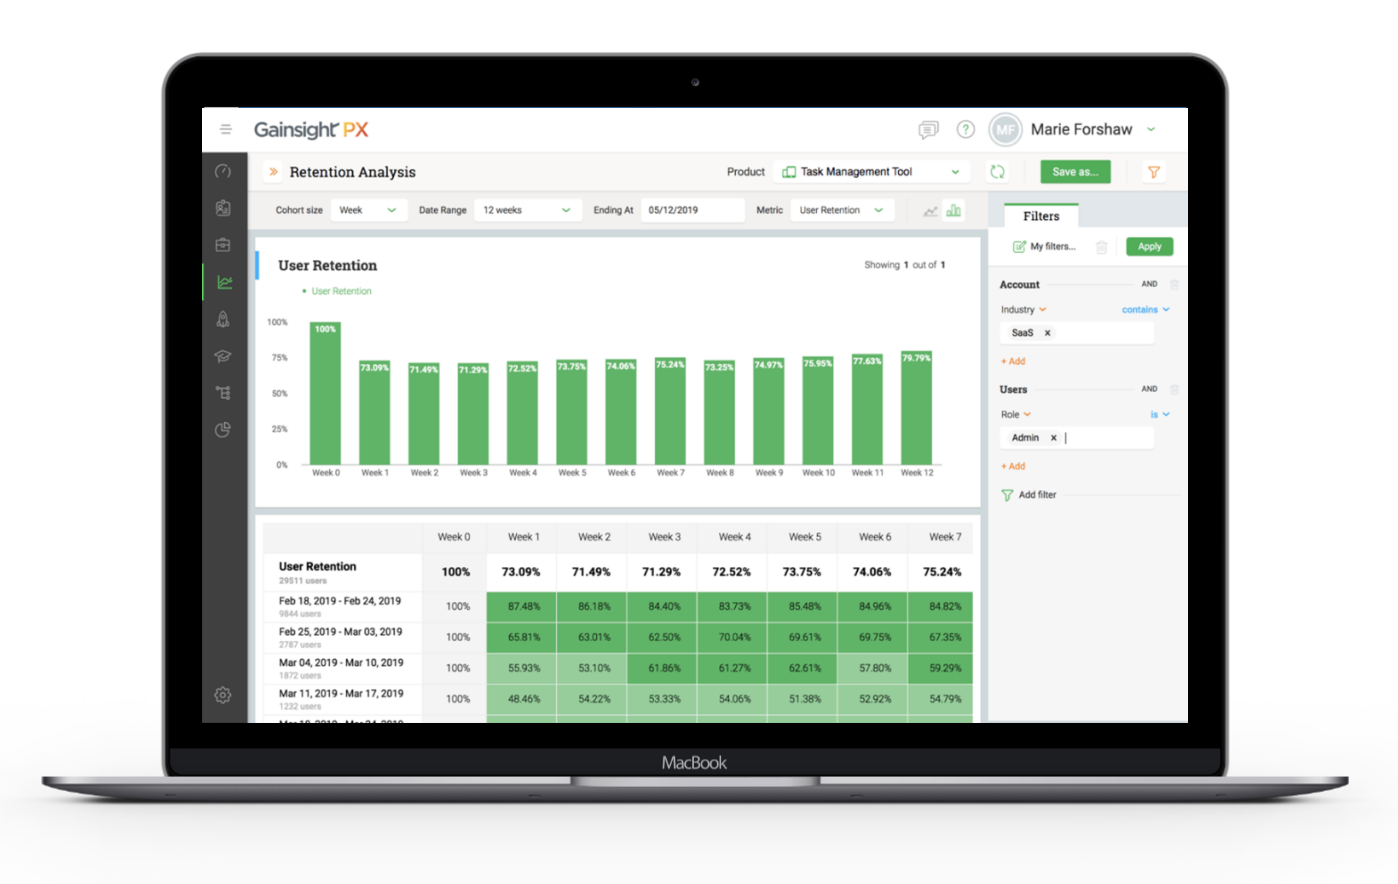 Gainsight PX
MF Marie Forshaw
Retention Analysis
Product Task Management Tool Save as...
Cohort size Week Date Range 12 weeks Ending At 05/12/2019 Metric User Retention
User Retention
Showing 1 out of 1
User Retention
100%
75%
50%
25%
0%
100% 73.09% 71.49% 71.29% 72.52% 73.75% 74.06% 75.24% 73.25% 74.97% 75.95% 77.63% 79.79%
Week 0 Week 1 Week 2 Week 3 Week 4 Week 5 Week 6 Week 7 Week 8 Week 9 Week 10 Week 11 Week 12
Week 0 Week 1 Week 2 Week 3 Week 4 Week 5 Week 6 Week 7
User Retention 100% 73.09% 71.49% 71.29% 72.52% 73.75% 74.06% 75.24%
29511 users
Feb 18, 2019 - Feb 24, 2019 100% 87.48% 86.18% 84.40% 83.73% 85.48% 84.96% 84.82%
9844 users
Feb 25, 2019 - Mar 03, 2019 100% 65.81% 63.01% 62.50% 70.04% 69.61% 69.75% 67.35%
2787 users
Mar 04, 2019 - Mar 10, 2019 100% 55.93% 53.10% 61.86% 61.27% 62.61% 57.80% 59.29%
1872 users
Mar 11, 2019 - Mar 17, 2019 100% 48.46% 54.22% 53.33% 54.06% 51.38% 52.92% 54.79%
1232 users
Filters
My filters... Apply
Account AND
Industry contains
SaaS ×
+ Add
Users AND
Role is
Admin ×
+ Add
Add filter
MacBook